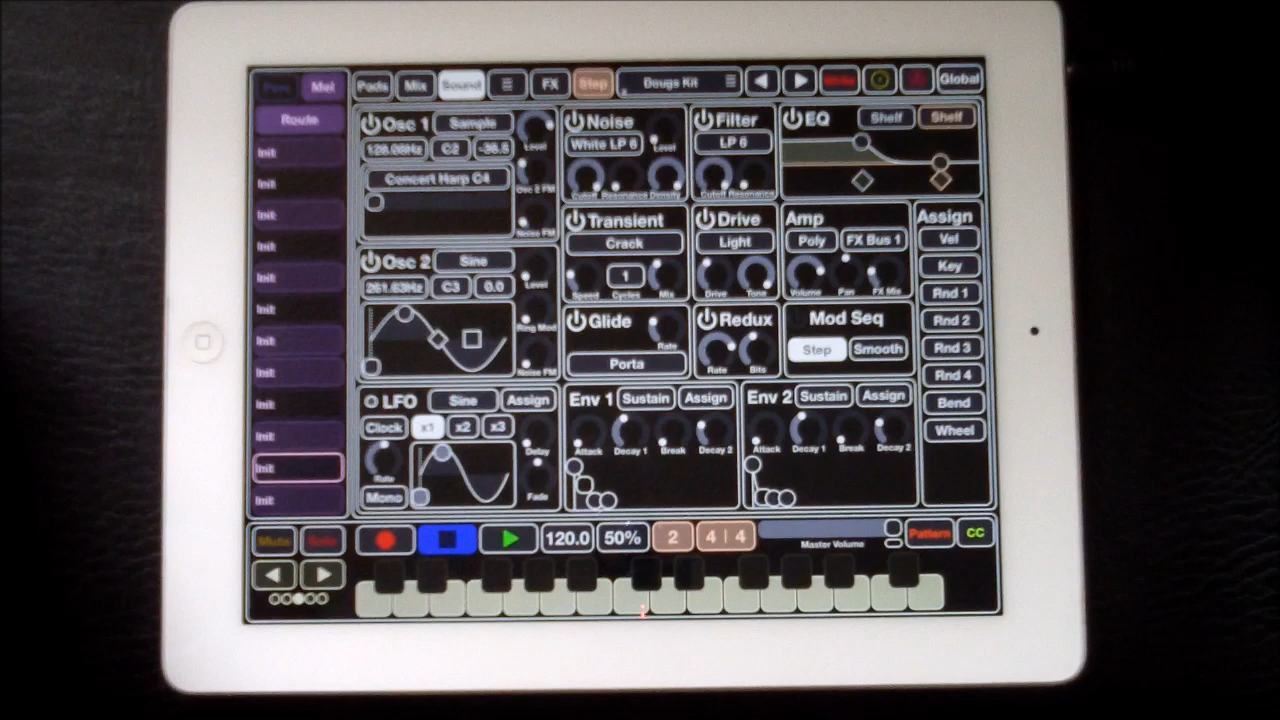 Mel Pads Mix Sound FX Step Dougs Kit Global
Route
Init
Init
Init
Init
Init
Init
Init
Init
Init
Init
Init
Init
Osc 1 Sample
Level
C2
Osc 2 FM
Concert Harp C4
Noise FM
Noise
White LP 6 Level
Cutoff Resonance Density
Filter
LP 6
Cutoff Resonance
EQ Shelf Shelf
Osc 2 Sine
Level
261.63Hz C3 0.0
Ring Mod
Noise FM
Transient
Crack
1
Speed Cycles Mix
Drive
Light
Drive Tone
Amp
Poly FX Bus 1
Volume Pan FX Mix
Assign
Vel
Key
Rnd 1
Rnd 2
Rnd 3
Rnd 4
Bend
Wheel
Glide
Rate
Porta
Redux
Rate Bits
Mod Seq
Step Smooth
LFO Sine Assign
Clock x1 x2 x3
Delay
Rate
Mono
Fade
Env 1 Sustain Assign
Attack Decay 1 Break Decay 2
Env 2 Sustain Assign
Attack Decay 1 Break Decay 2
Mute Solo 120.0 50% 2 4 | 4 Master Volume Pattern CC